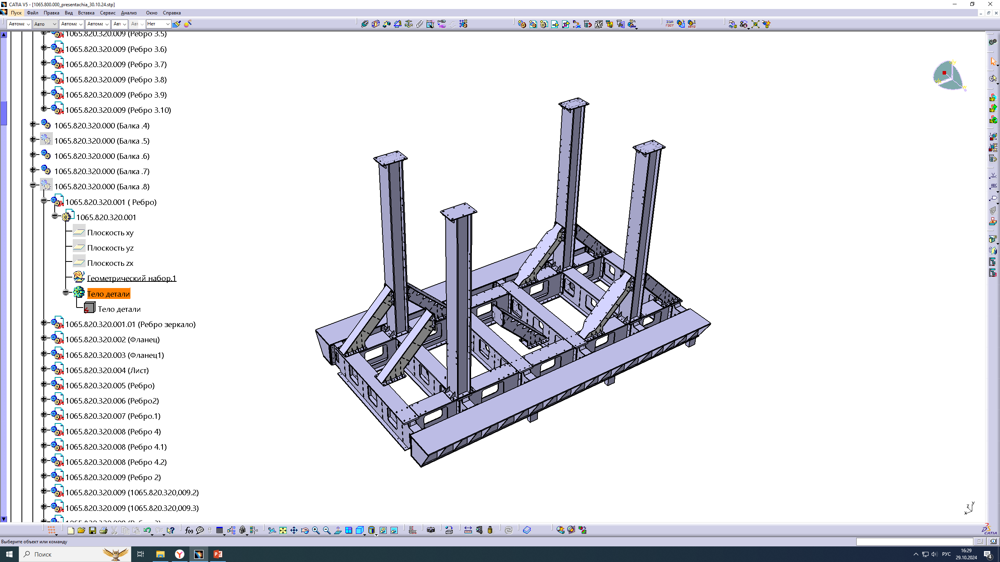 CATIA V5 - [1065.800.000_presentachia_30.10.24.stp]
Пуск Файл Правка Вид Вставка Сервис Анализ Окно Справка
Автома Авто Автома Автома Авт Авт Нет
IGA
ГОСТ
АВТО
1065.820.320.009 (Ребро 3.5)
1065.820.320.009 (Ребро 3.6)
1065.820.320.009 (Ребро 3.7)
1065.820.320.009 (Ребро 3.8)
1065.820.320.009 (Ребро 3.9)
1065.820.320.009 (Ребро 3.10)
1065.820.320.000 (Балка .4)
1065.820.320.000 (Балка .5)
1065.820.320.000 (Балка .6)
1065.820.320.000 (Балка .7)
1065.820.320.000 (Балка .8)
1065.820.320.001 ( Ребро)
1065.820.320.001
Плоскость xy
Плоскость yz
Плоскость zx
Геометрический набор.1
Тело детали
Тело детали
1065.820.320.001.01 (Ребро зеркало)
1065.820.320.002 (Фланец)
1065.820.320.003 (Фланец1)
1065.820.320.004 (Лист)
1065.820.320.005 (Ребро)
1065.820.320.006 (Ребро2)
1065.820.320.007 (Ребро.1)
1065.820.320.008 (Ребро 4)
1065.820.320.008 (Ребро 4.1)
1065.820.320.008 (Ребро 4.2)
1065.820.320.009 (Ребро 2)
1065.820.320.009 (1065.820.320,009.2)
1065.820.320.009 (1065.820.320,009.3)
ABC
y
z
x
f(x)
CATIA
Выберите объект или команду
Поиск
РУС
16:29
29.10.2024
4